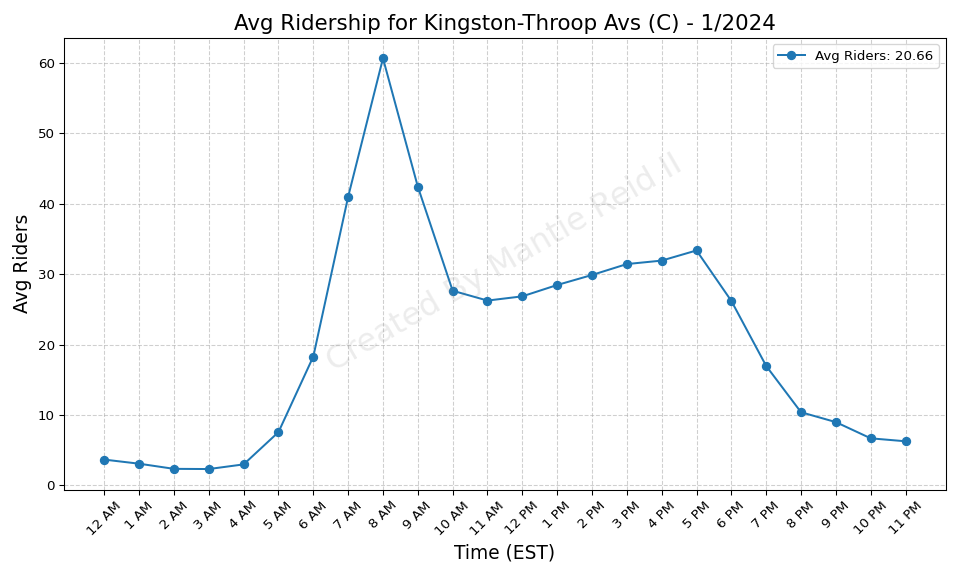 Avg Ridership for Kingston-Throop Avs (C) - 1/2024
Avg Riders: 20.66
60
50
40
30
20
10
0
Avg Riders
Created By Mantie Reid II
12 AM
1 AM
2 AM
3 AM
4 AM
5 AM
6 AM
7 AM
8 AM
9 AM
10 AM
11 AM
12 PM
1 PM
2 PM
3 PM
4 PM
5 PM
6 PM
7 PM
8 PM
9 PM
10 PM
11 PM
Time (EST)